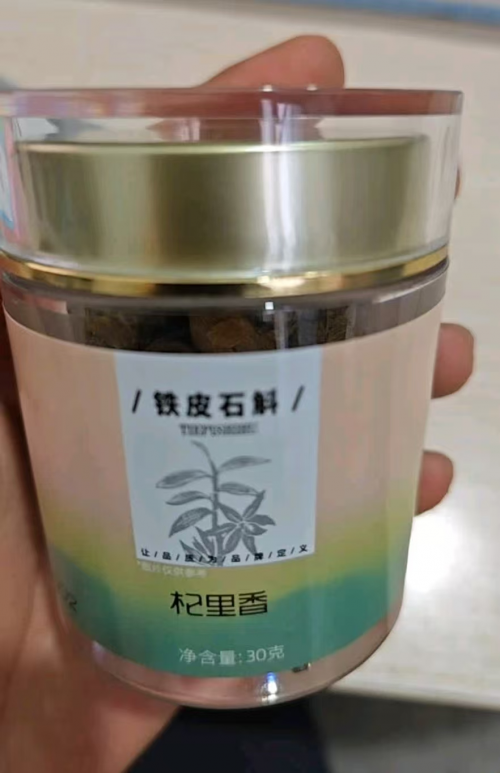 / 铁皮石斛 /
TIEPISHIHU
让/品/质/为/品/牌/定/义
*图片仅供参考
杞里香
净含量:30克